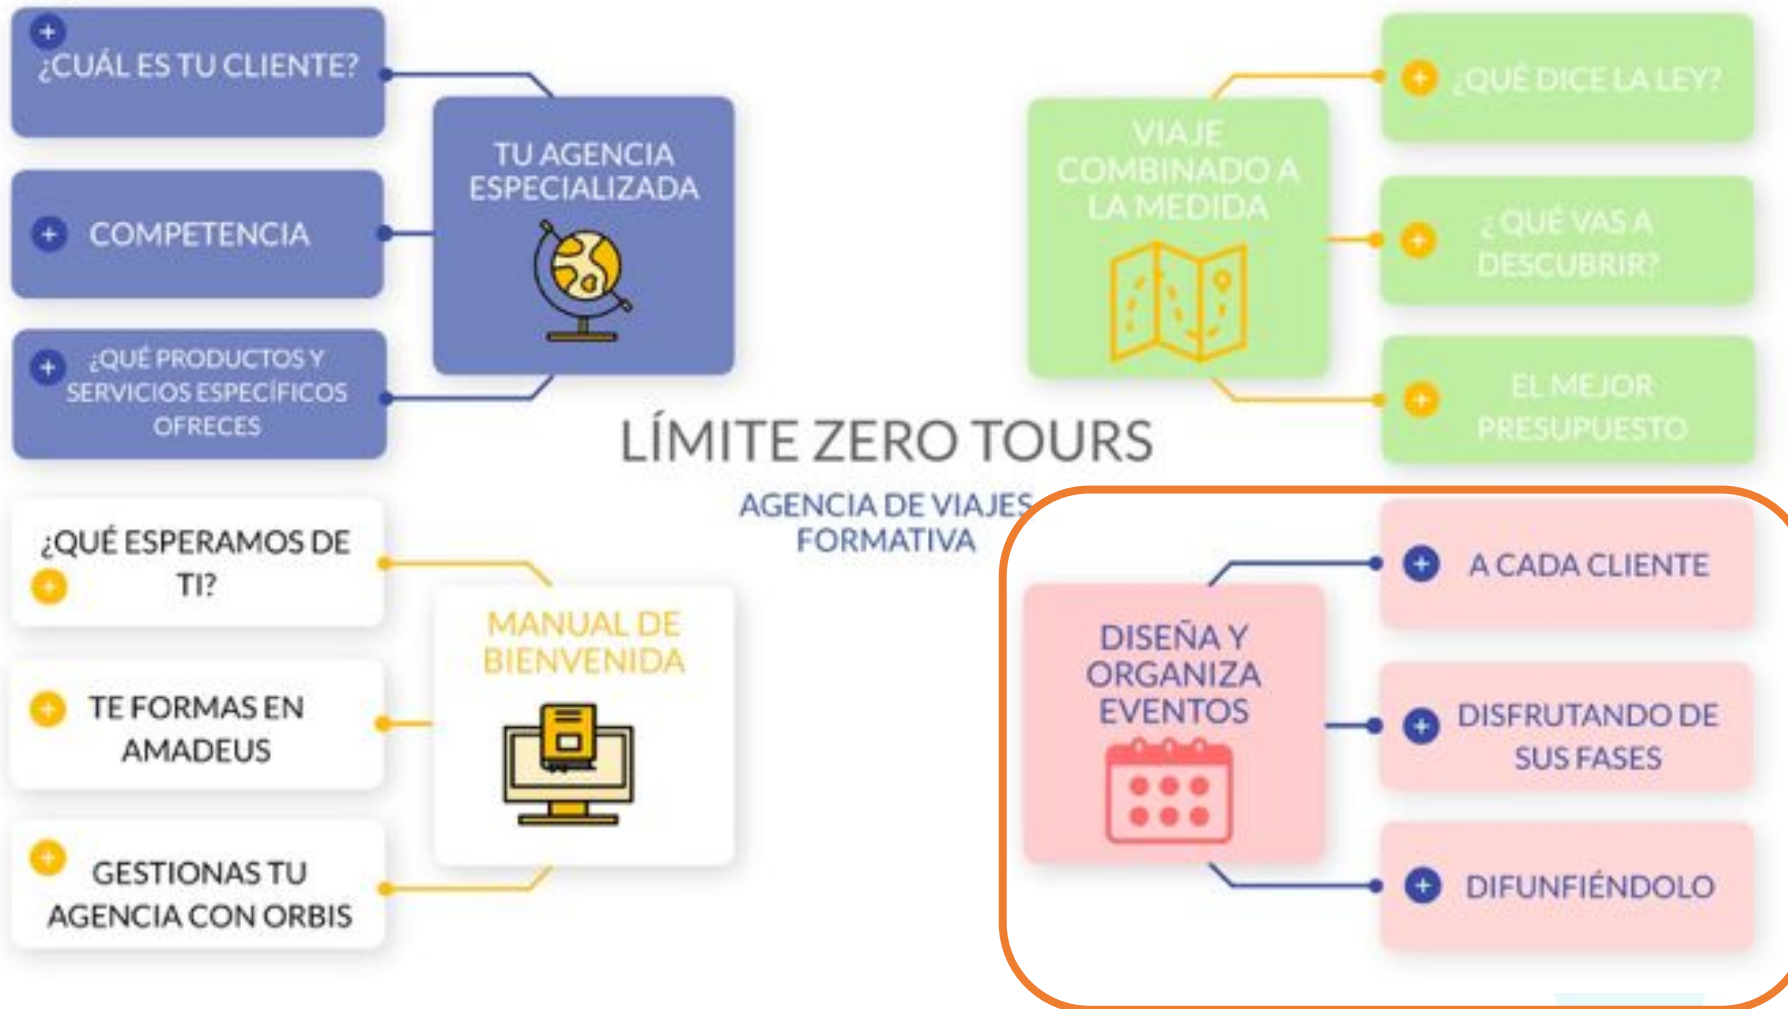 ¿CUÁL ES TU CLIENTE?
COMPETENCIA
¿QUÉ PRODUCTOS Y
SERVICIOS ESPECÍFICOS
OFRECES
TU AGENCIA
ESPECIALIZADA
VIAJE
COMBINADO A
LA MEDIDA
¿QUÉ DICE LA LEY?
¿ QUÉ VAS A
DESCUBRIR?
EL MEJOR
PRESUPUESTO
LÍMITE ZERO TOURS
AGENCIA DE VIAJES
FORMATIVA
¿QUÉ ESPERAMOS DE
TI?
TE FORMAS EN
AMADEUS
GESTIONAS TU
AGENCIA CON ORBIS
MANUAL DE
BIENVENIDA
DISEÑA Y
ORGANIZA
EVENTOS
A CADA CLIENTE
DISFRUTANDO DE
SUS FASES
DIFUNFIÉNDOLO